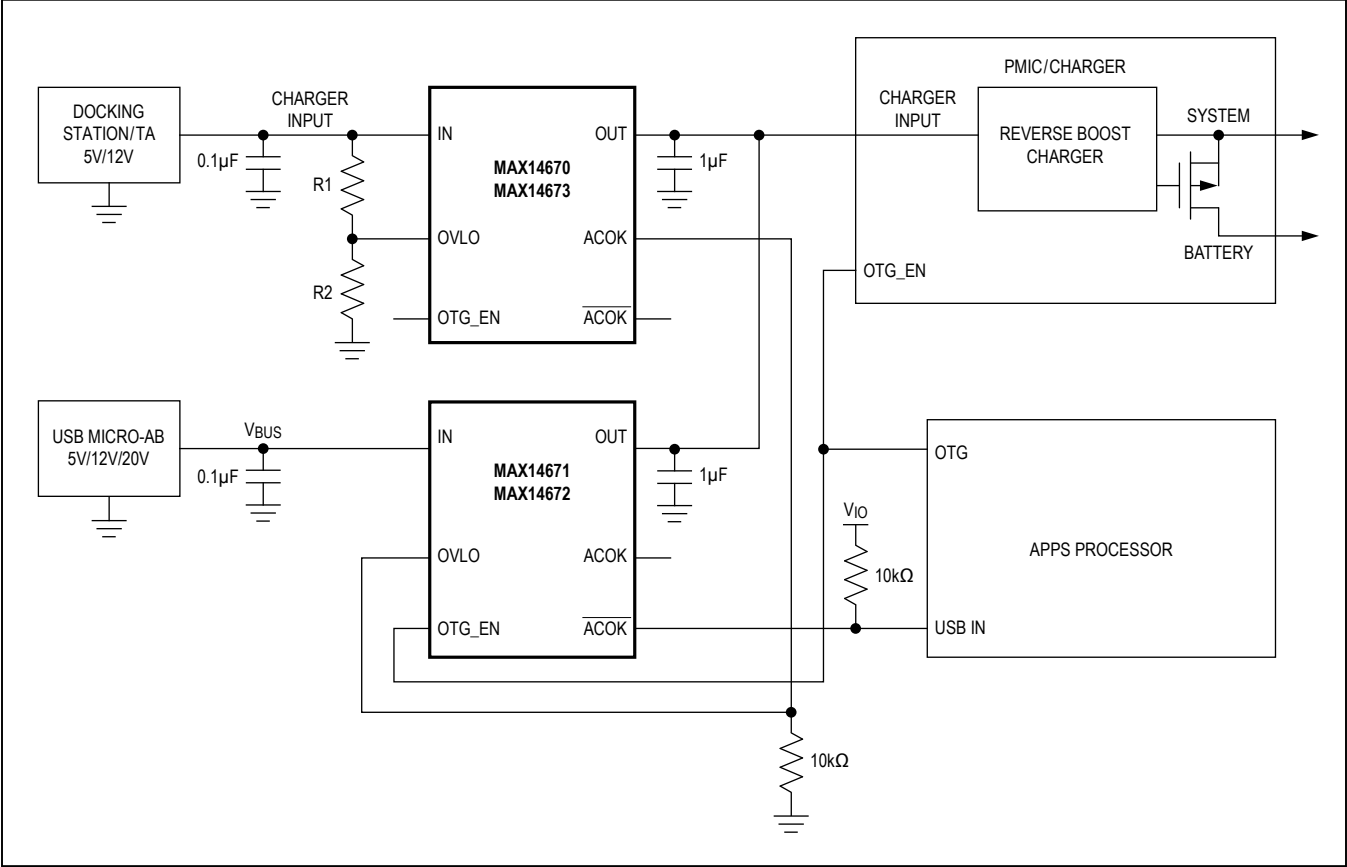 DOCKING
STATION/TA
5V/12V
CHARGER
INPUT
0.1µF
R1
R2
IN
OUT
MAX14670
MAX14673
OVLO
ACOK
OTG_EN
ACOK
1µF
PMIC/CHARGER
CHARGER
INPUT
REVERSE BOOST
CHARGER
SYSTEM
BATTERY
OTG_EN
USB MICRO-AB
5V/12V/20V
VBUS
0.1µF
IN
OUT
MAX14671
MAX14672
OVLO
ACOK
OTG_EN
ACOK
1µF
VIO
10kΩ
OTG
APPS PROCESSOR
USB IN
10kΩ